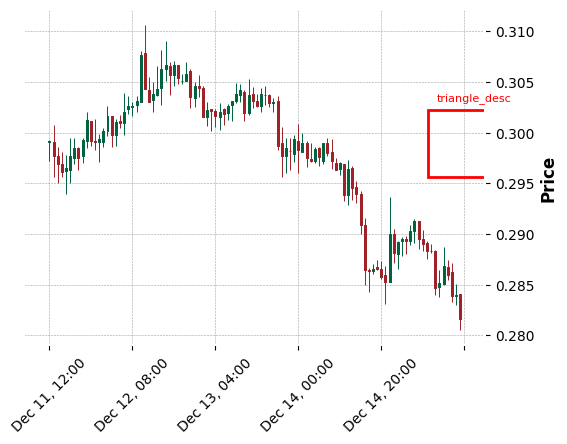 0.310
0.305
triangle_desc
0.300
0.295
0.290
0.285
0.280
Price
Dec 11, 12:00
Dec 12, 08:00
Dec 13, 04:00
Dec 14, 00:00
Dec 14, 20:00